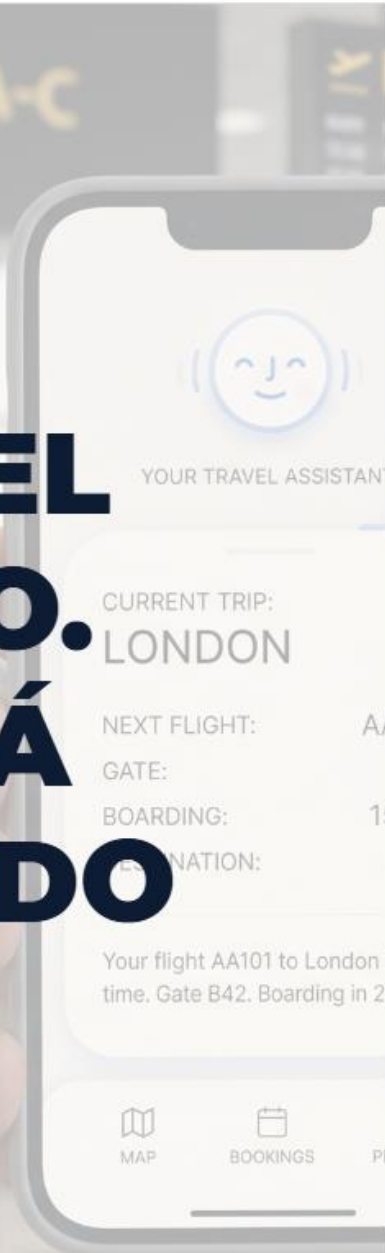 A-C
YOUR TRAVEL ASSISTANT
EL
O.
CURRENT TRIP:
LONDON
Á
NEXT FLIGHT: A
GATE:
BOARDING: 1
DO
NATION:
Your flight AA101 to London
time. Gate B42. Boarding in 2
MAP
BOOKINGS
P